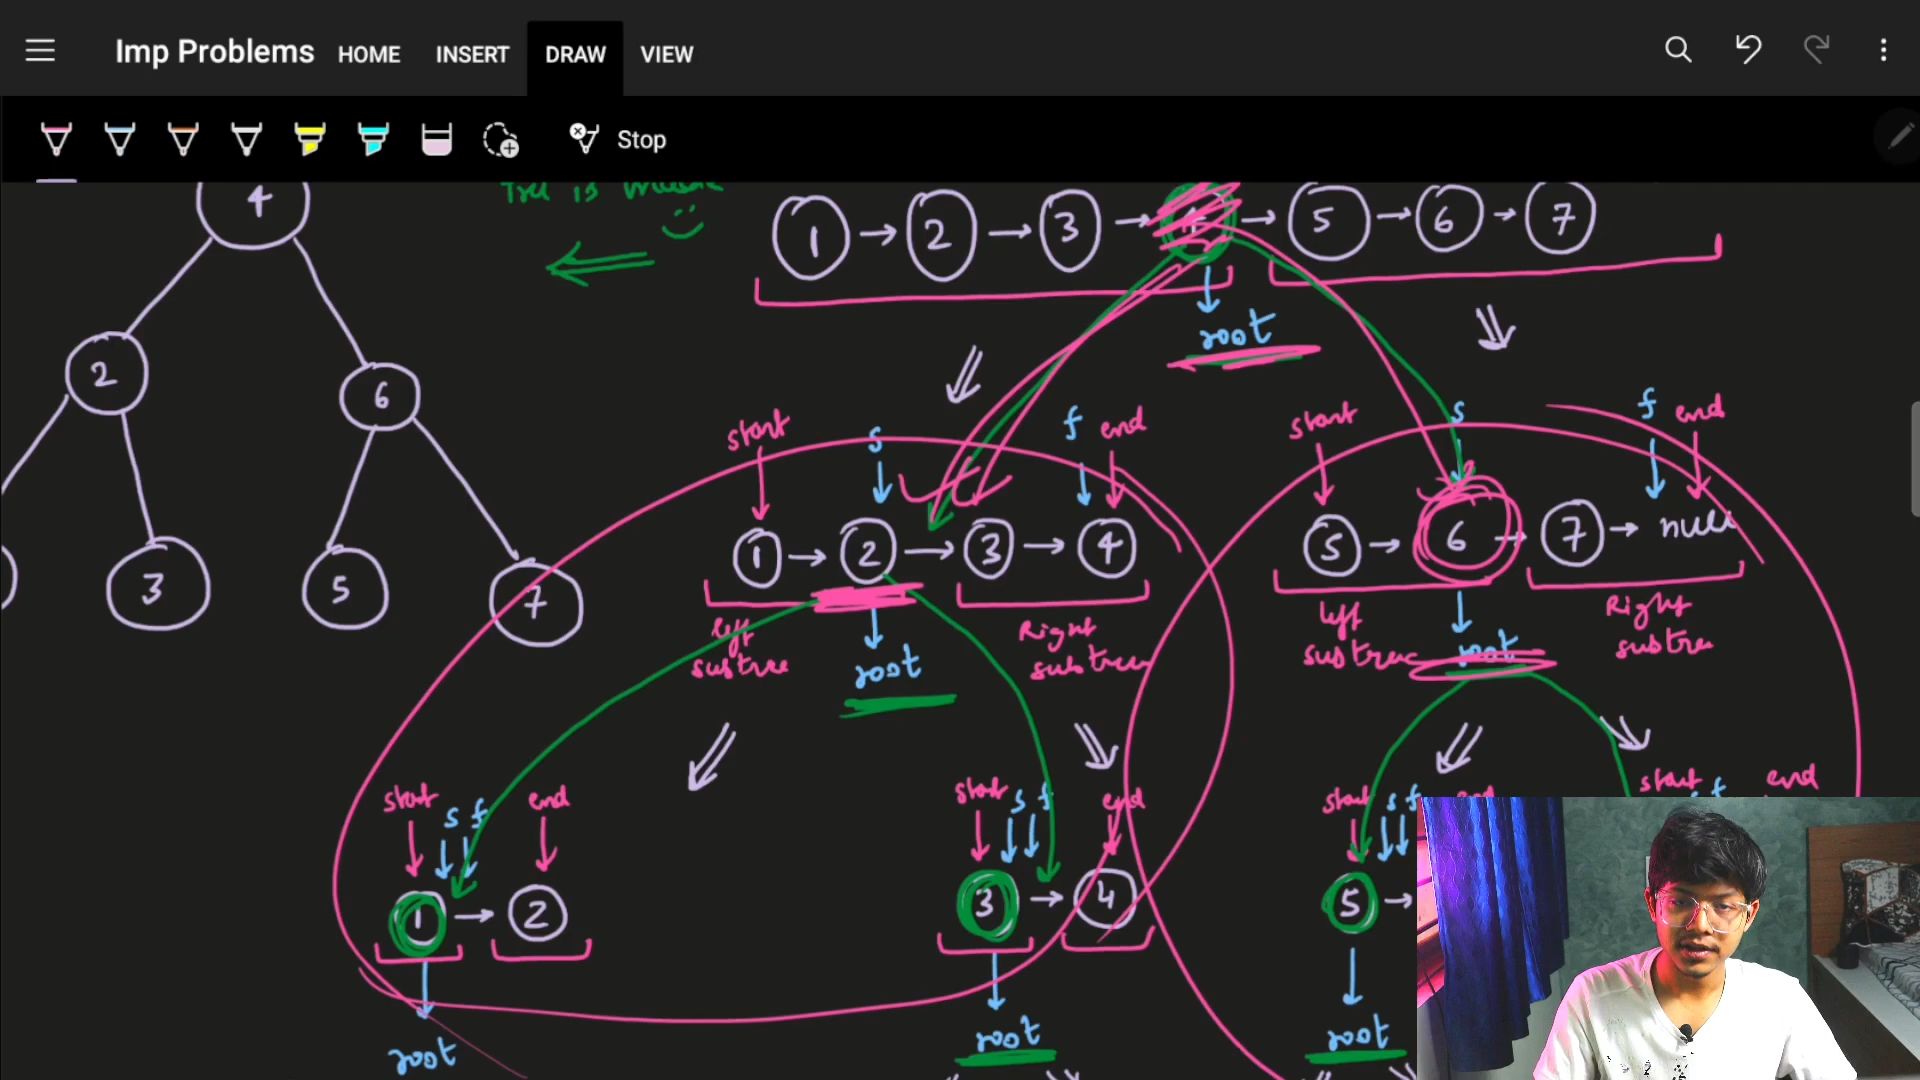 Imp Problems HOME INSERT DRAW VIEW
Stop
Tree is
4
1 → 2 → 3 → 4 → 5 → 6 → 7
root
2
6
start s f end
start s f end
1 → 2 → 3 → 4
5 → 6 → 7 → null
3
5
7
left subtree
root
Right subtree
left subtree
root
Right subtree
start s f end
start s f end
start s f end
start f end
1 → 2
3 → 4
5 →
root
root
root